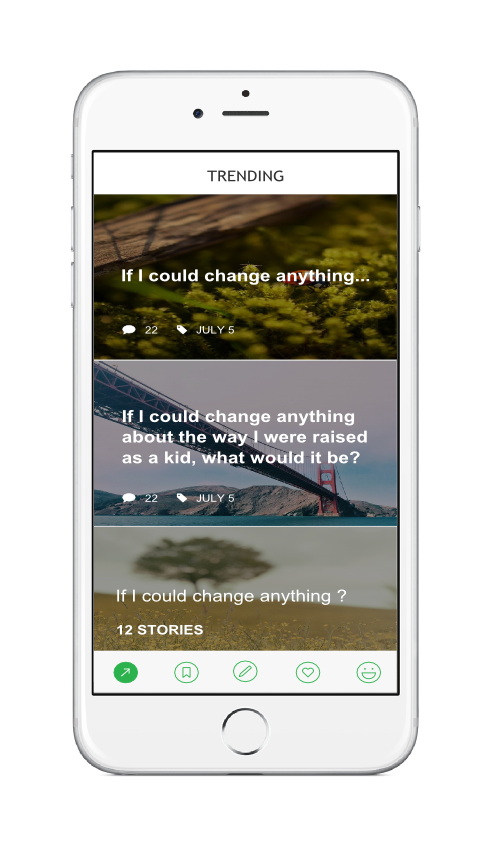 TRENDING
If I could change anything...
22 JULY 5
If I could change anything
about the way I were raised
as a kid, what would it be?
22 JULY 5
If I could change anything ?
12 STORIES